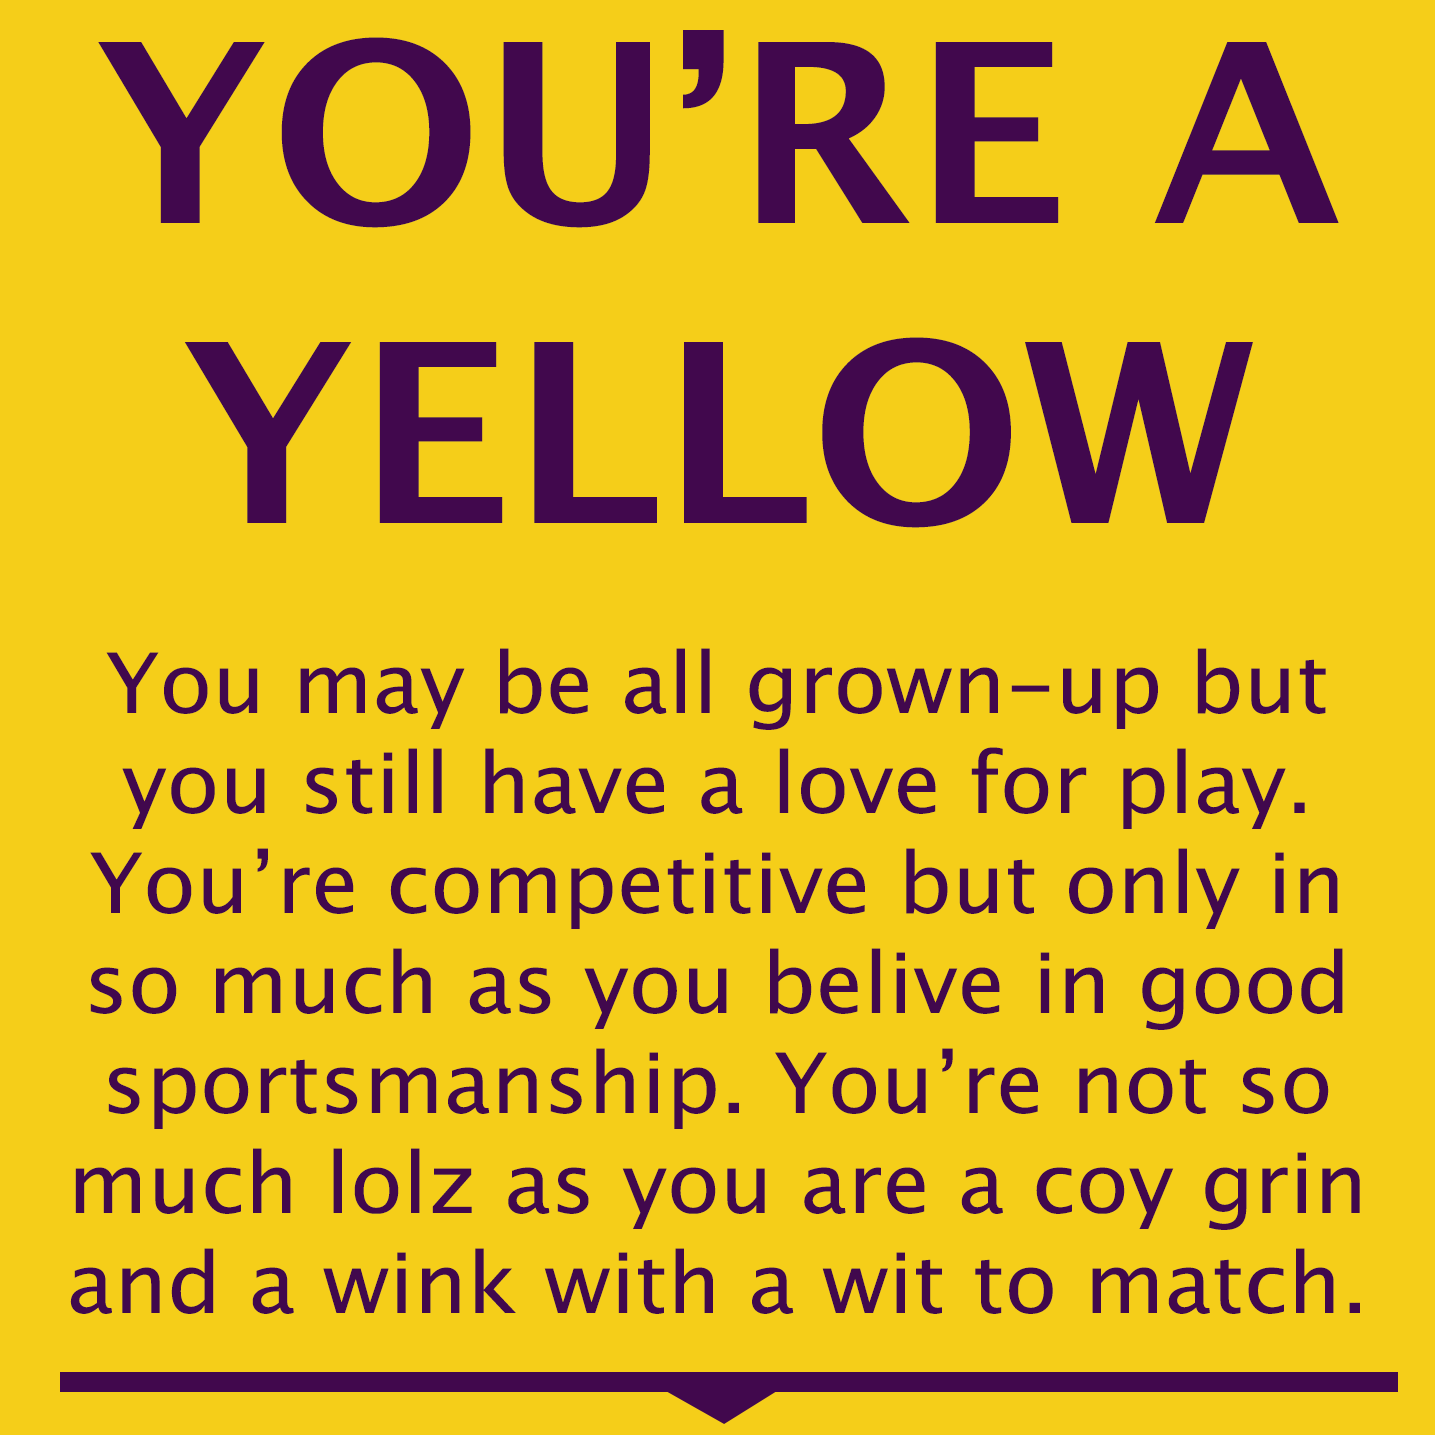 YOU’RE A
YELLOW
You may be all grown-up but
you still have a love for play.
You’re competitive but only in
so much as you belive in good
sportsmanship. You’re not so
much lolz as you are a coy grin
and a wink with a wit to match.